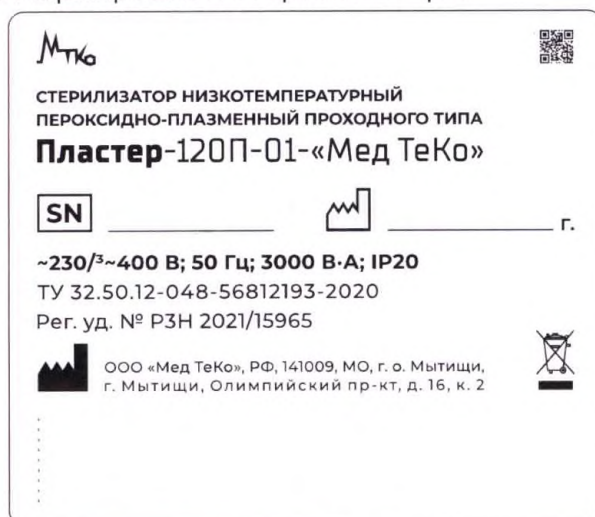 МТКо
СТЕРИЛИЗАТОР НИЗКОТЕМПЕРАТУРНЫЙ
ПЕРОКСИДНО-ПЛАЗМЕННЫЙ ПРОХОДНОГО ТИПА
Пластер-120П-01-«Мед ТеКо»
SN г.
~230/³~400 В; 50 Гц; 3000 В·А; IP20
ТУ 32.50.12-048-56812193-2020
Рег. уд. № РЗН 2021/15965
ООО «Мед ТеКо», РФ, 141009, МО, г. о. Мытищи,
г. Мытищи, Олимпийский пр-кт, д. 16, к. 2